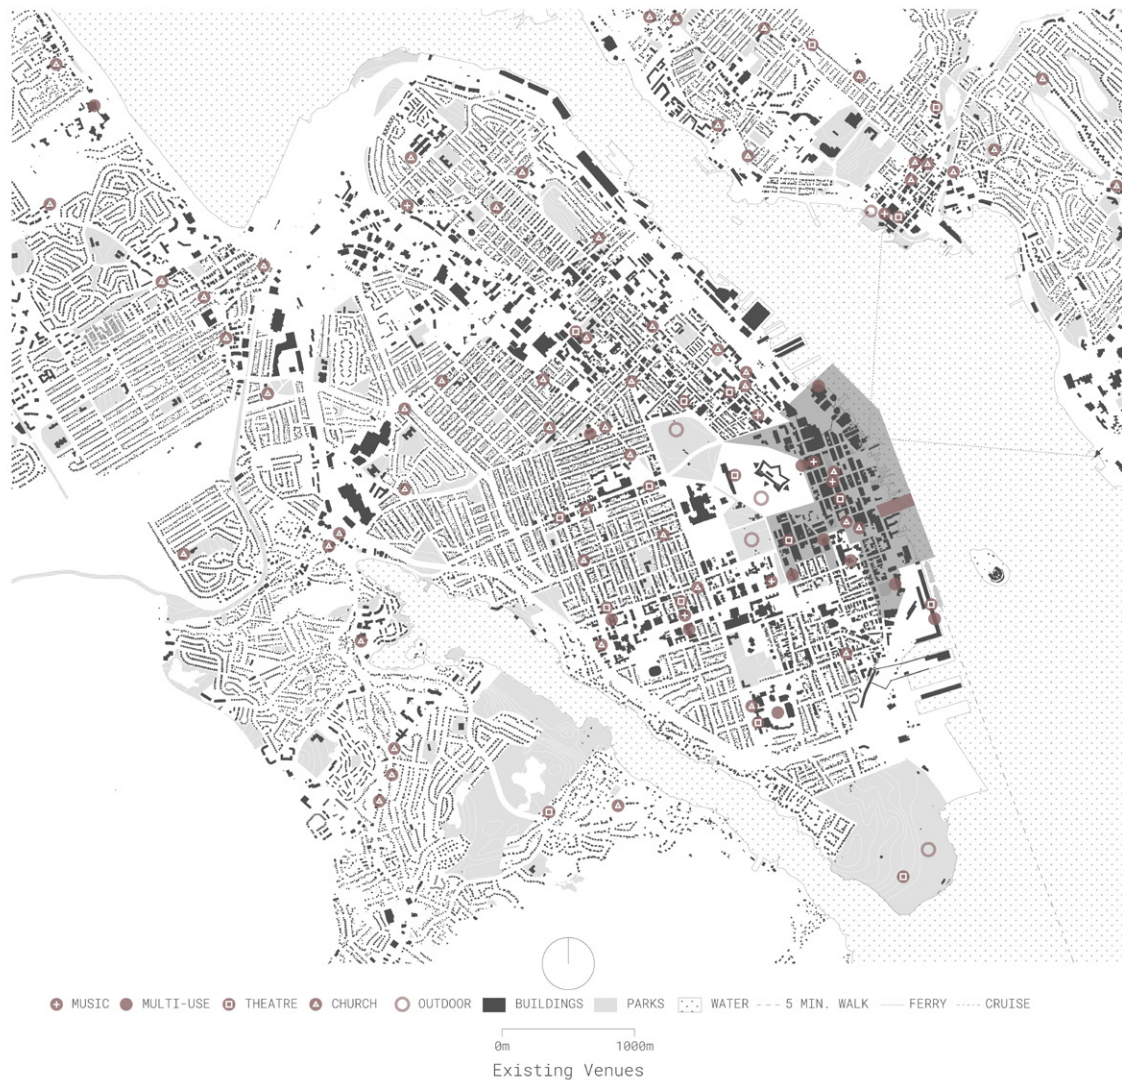 MUSIC MULTI-USE THEATRE CHURCH OUTDOOR BUILDINGS PARKS WATER 5 MIN. WALK FERRY CRUISE
0m 1000m
Existing Venues